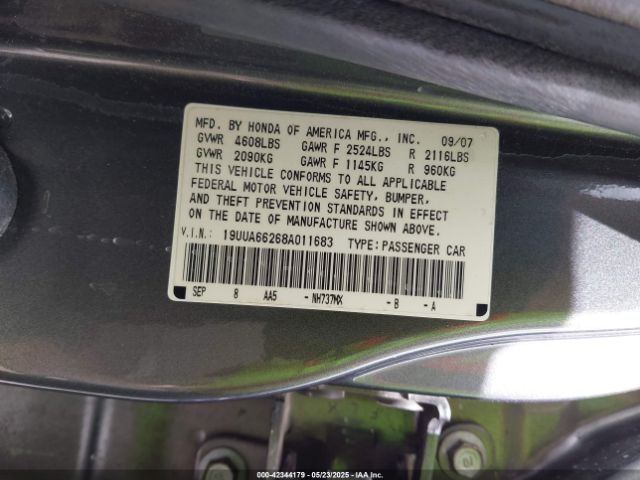 MFD. BY HONDA OF AMERICA MFG., INC. 09/07
GVWR 4608LBS GAWR F 2524LBS R 2116LBS
GVWR 2090KG GAWR F 1145KG R 960KG
THIS VEHICLE CONFORMS TO ALL APPLICABLE
FEDERAL MOTOR VEHICLE SAFETY, BUMPER,
AND THEFT PREVENTION STANDARDS IN EFFECT
ON THE DATE OF MANUFACTURE SHOWN ABOVE.
V.I.N.: 19UUA66268A011683 TYPE: PASSENGER CAR
SEP 8 AA5 - NH737MX - B - A
000-42344179 | 05/23/2025 | IAAI.COM